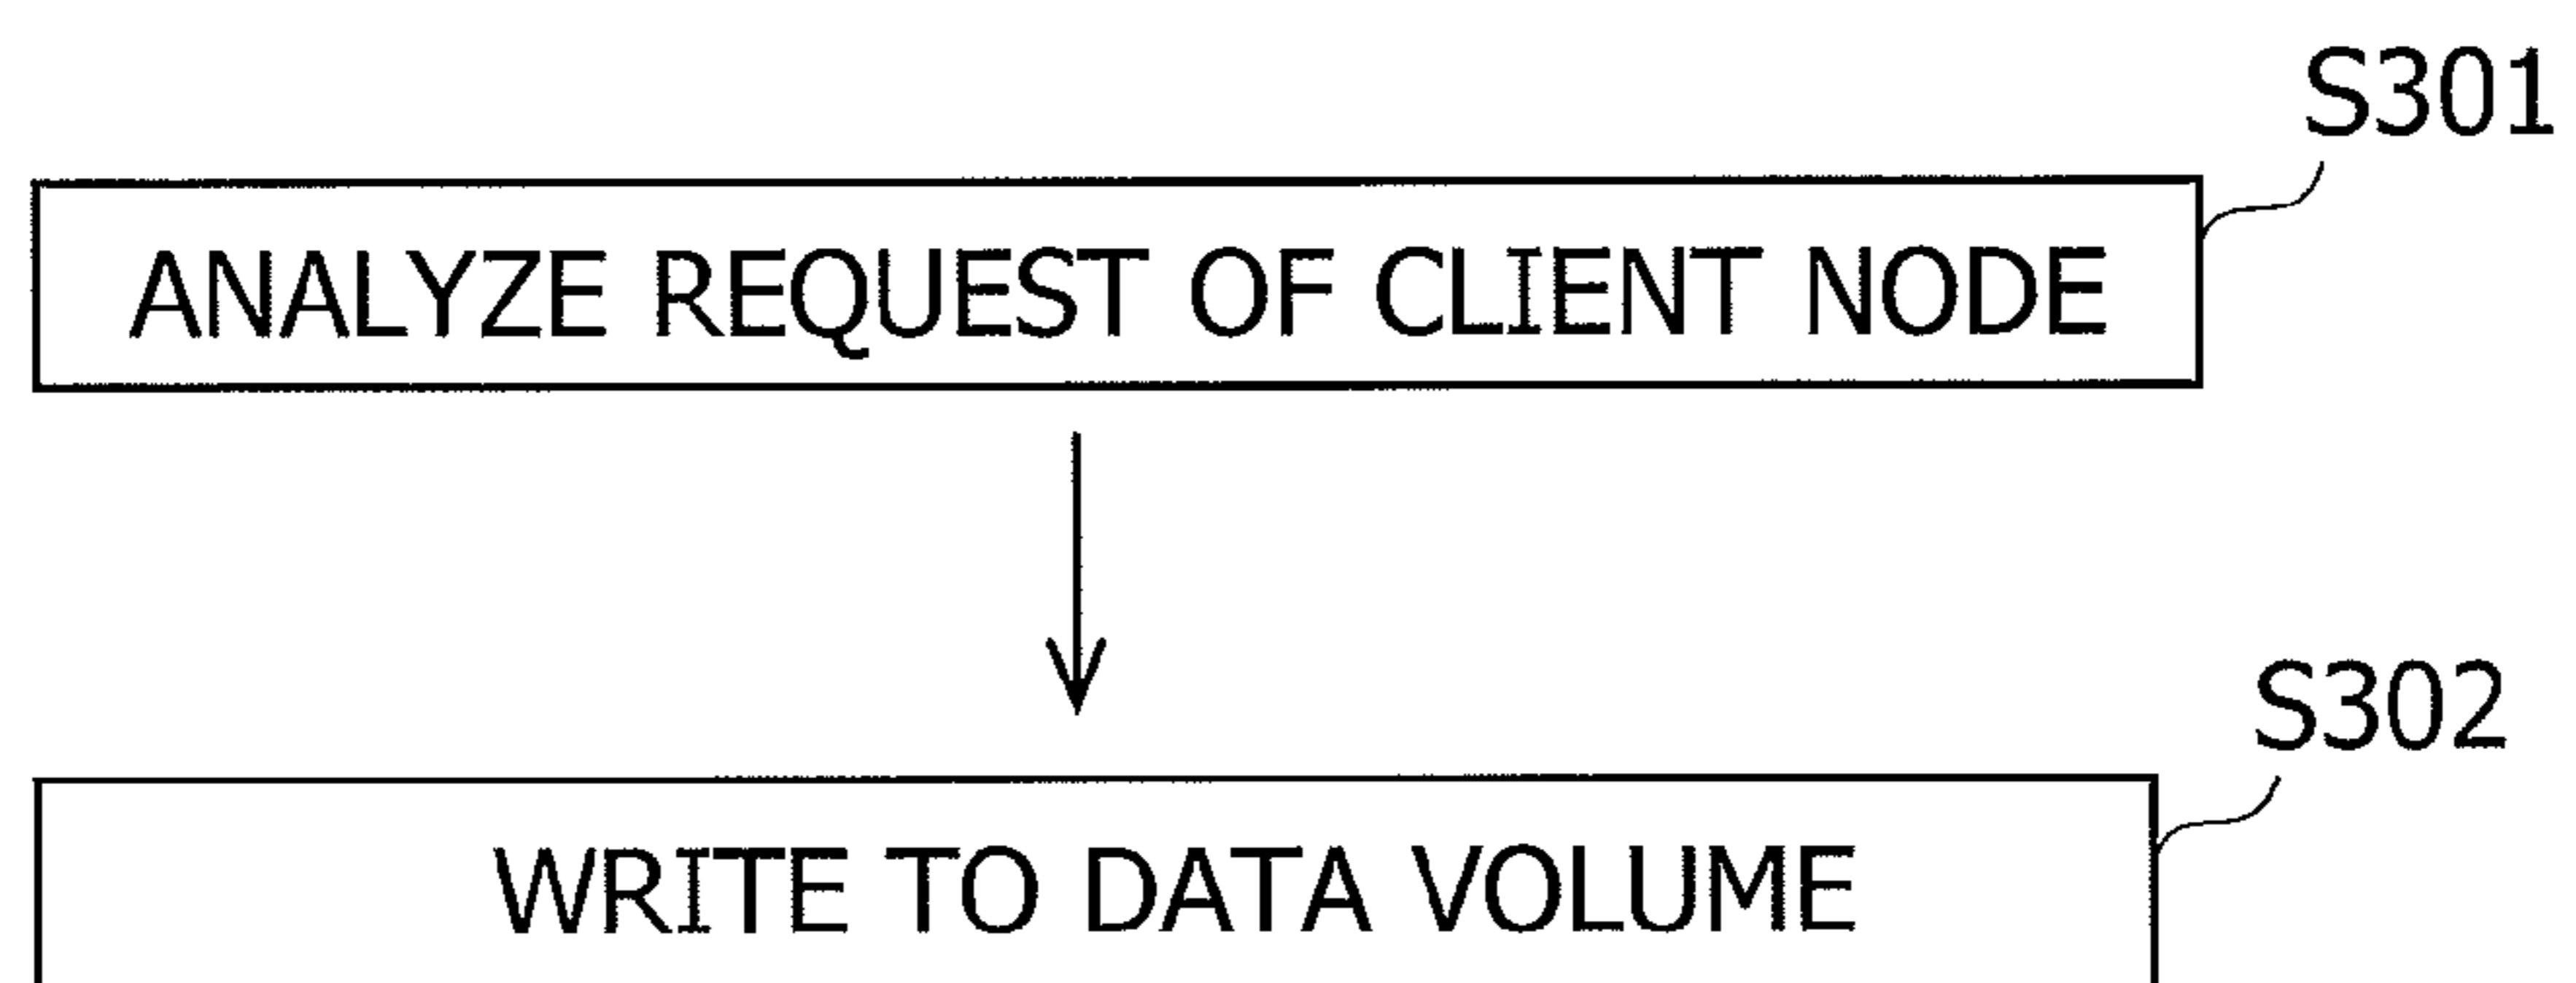 S301
ANALYZE REQUEST OF CLIENT NODE
S302
WRITE TO DATA VOLUME